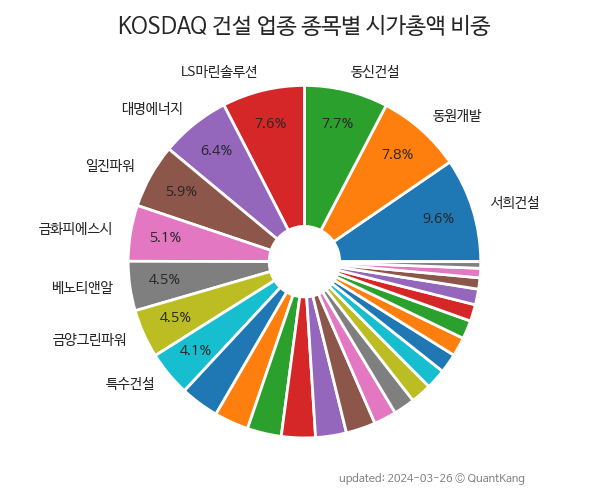 KOSDAQ 건설 업종 종목별 시가총액 비중
LS마린솔루션
동신건설
대명에너지
동원개발
7.6%
7.7%
6.4%
7.8%
일진파워
5.9%
서희건설
9.6%
금화피에스시
5.1%
4.5%
베노티앤알
4.5%
금양그린파워
4.1%
특수건설
updated: 2024-03-26 © QuantKang